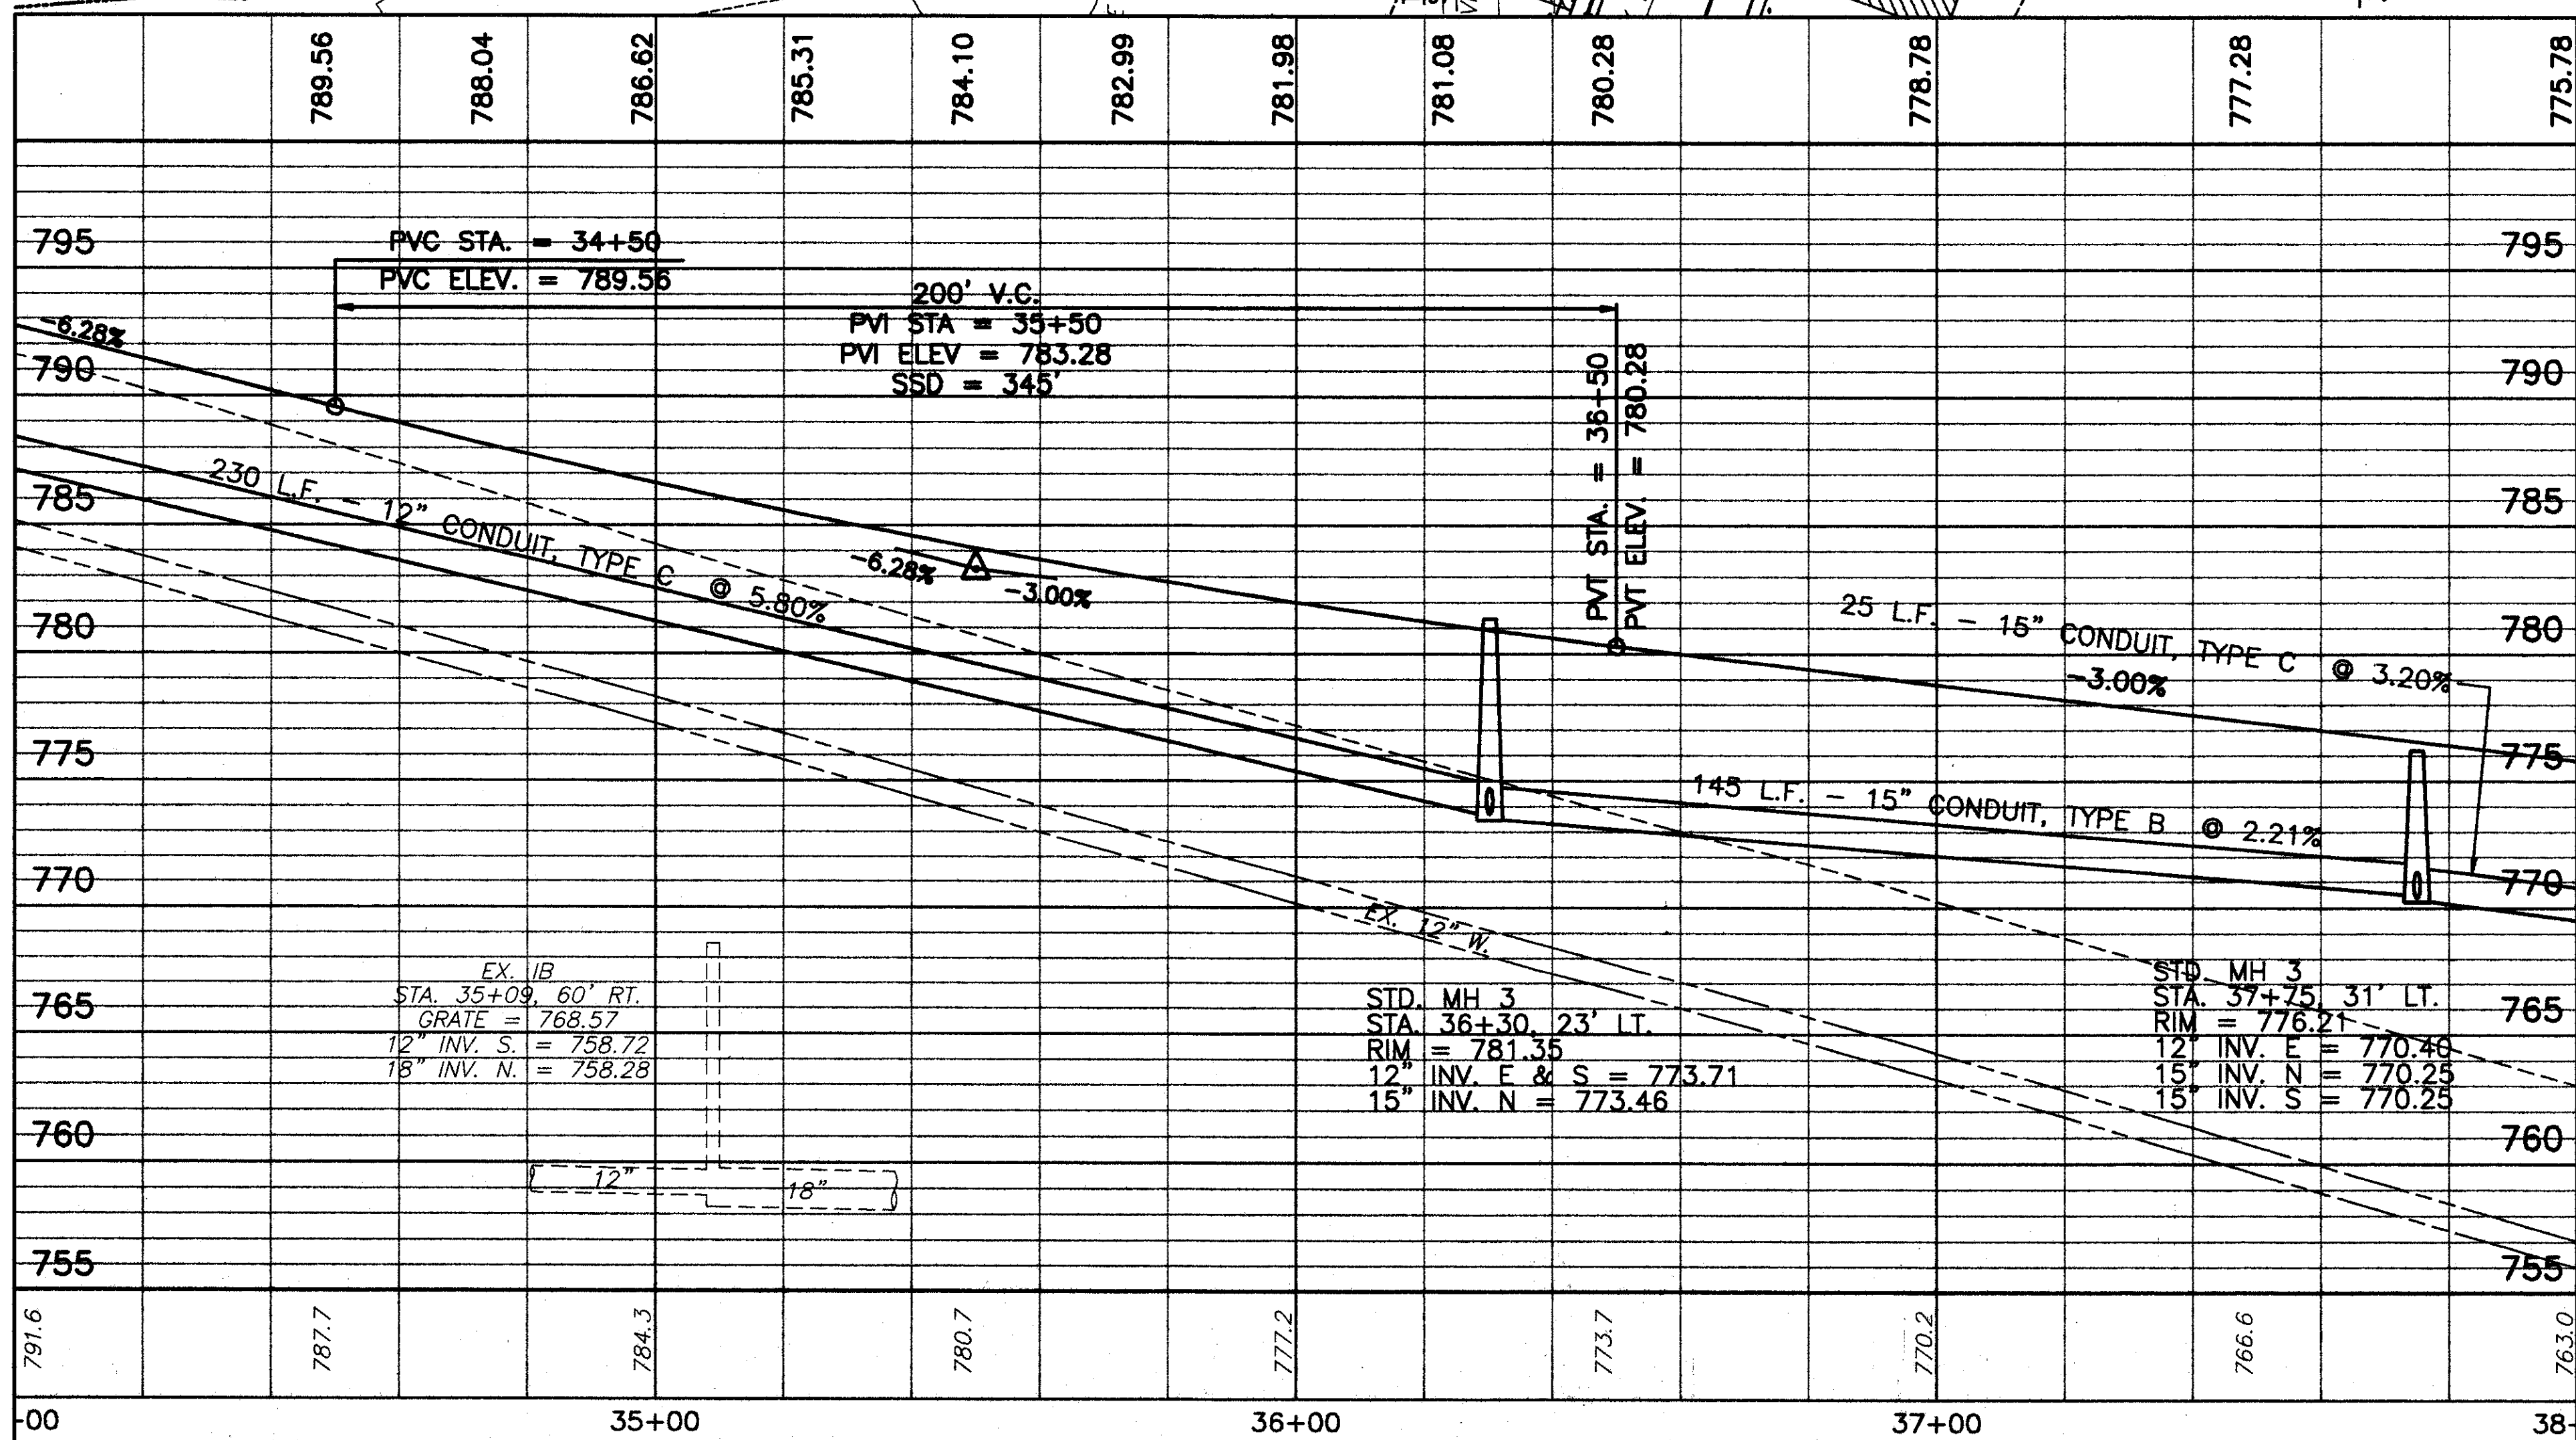 789.56
788.04
786.62
785.31
784.10
782.99
781.98
781.08
780.28
778.78
777.28
775.78
795
795
PVC STA. = 34+50
PVC ELEV. = 789.56
200' V.C.
PVI STA = 35+50
PVI ELEV = 783.28
SSD = 345'
-6.28%
790
790
PVT STA. = 36+50
PVT ELEV. = 780.28
785
785
230 L.F. - 12" CONDUIT, TYPE C @ 5.80%
-6.28%
-3.00%
780
780
25 L.F. - 15" CONDUIT, TYPE C @ 3.20%
-3.00%
775
775
145 L.F. - 15" CONDUIT, TYPE B @ 2.21%
770
770
EX. 12" W.
EX. IB
STA. 35+09, 60' RT.
GRATE = 768.57
12" INV. S. = 758.72
18" INV. N. = 758.28
STD. MH 3
STA. 36+30, 23' LT.
RIM = 781.35
12" INV. E & S = 773.71
15" INV. N = 773.46
STD. MH 3
STA. 37+75, 31' LT.
RIM = 776.21
12" INV. E = 770.40
15" INV. N = 770.25
15" INV. S = 770.25
765
765
760
760
12"
18"
755
755
791.6
787.7
784.3
780.7
777.2
773.7
770.2
766.6
763.0
-00
35+00
36+00
37+00
38-